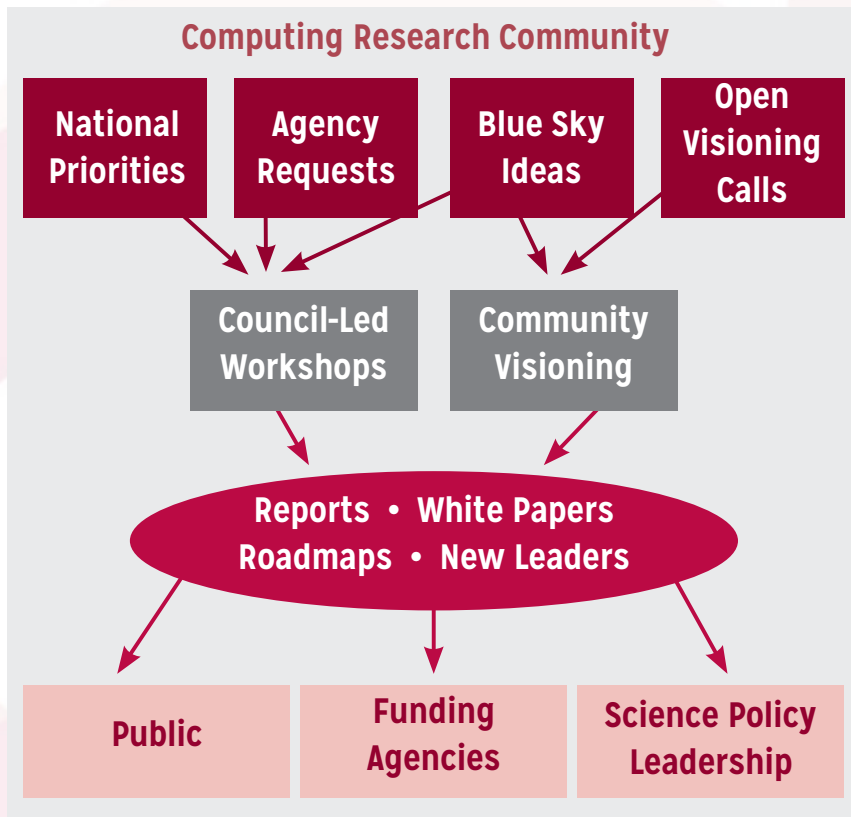 Computing Research Community
National
Priorities
Agency
Requests
Blue Sky
Ideas
Open
Visioning
Calls
Council-Led
Workshops
Community
Visioning
Reports • White Papers
Roadmaps • New Leaders
Public
Funding
Agencies
Science Policy
Leadership